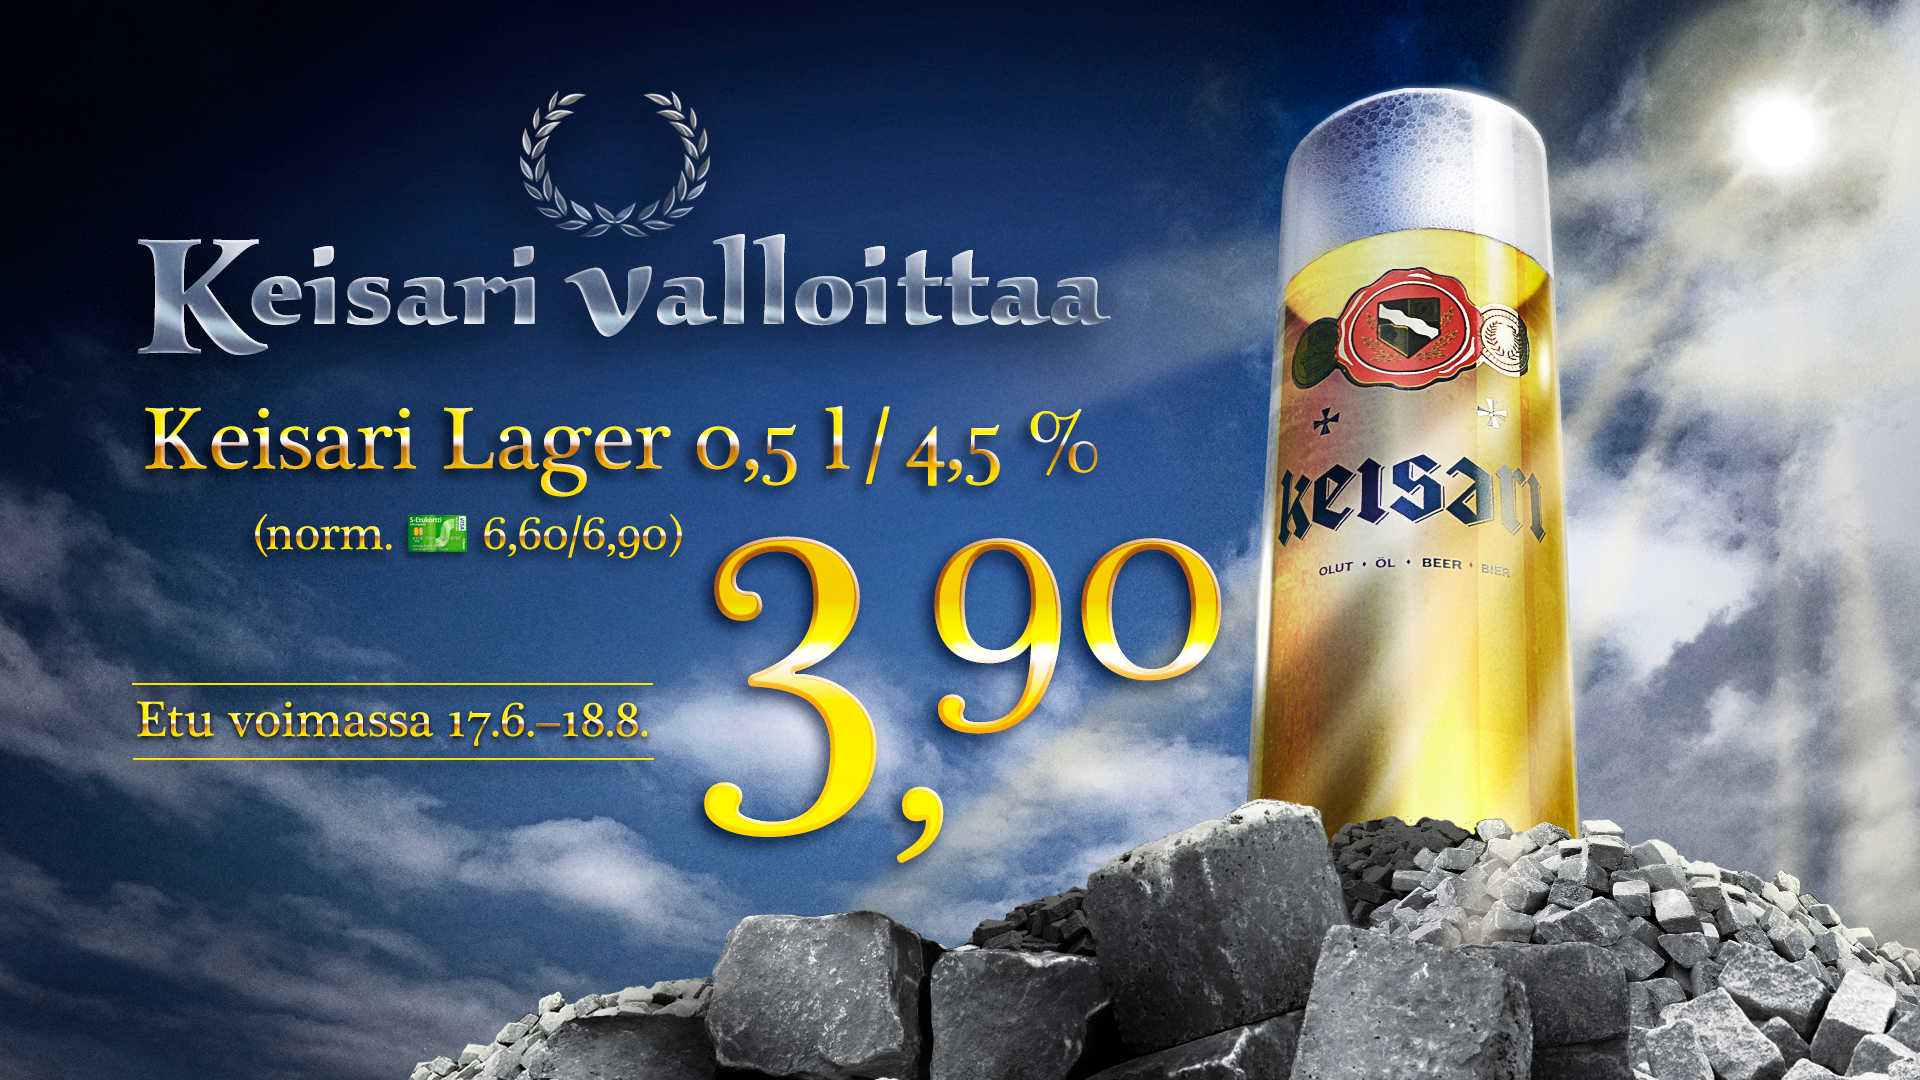 Keisari valloittaa
Keisari Lager 0,5 l / 4,5 %
(norm. S-Etukortti 6,60/6,90)
3,90
Etu voimassa 17.6.–18.8.
keisari
OLUT • ÖL • BEER • BIER